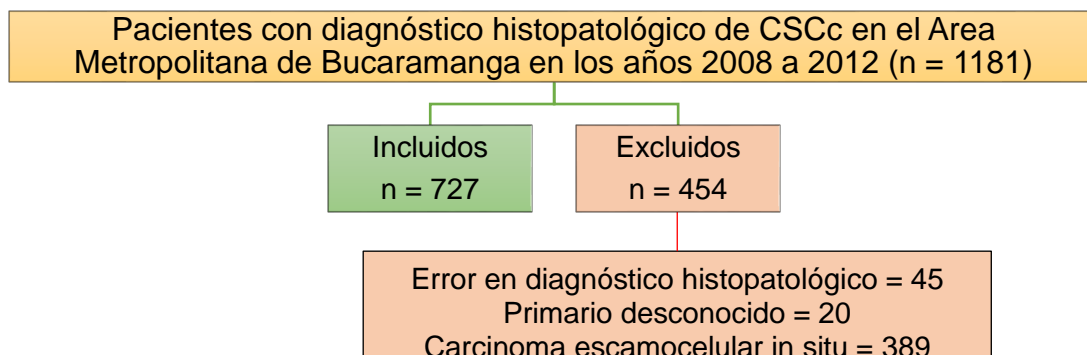 Pacientes con diagnóstico histopatológico de CSCc en el Area
Metropolitana de Bucaramanga en los años 2008 a 2012 (n = 1181)
Incluidos
n = 727
Excluidos
n = 454
Error en diagnóstico histopatológico = 45
Primario desconocido = 20
Carcinoma escamocelular in situ = 389